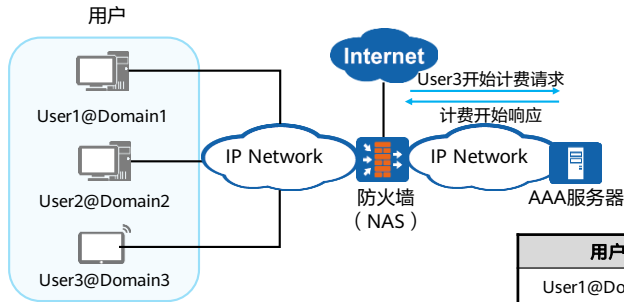 用户
Internet
User3开始计费请求
计费开始响应
User1@Domain1
IP Network
IP Network
User2@Domain2
防火墙
（NAS）
AAA服务器
User3@Domain3
用户
User1@Do